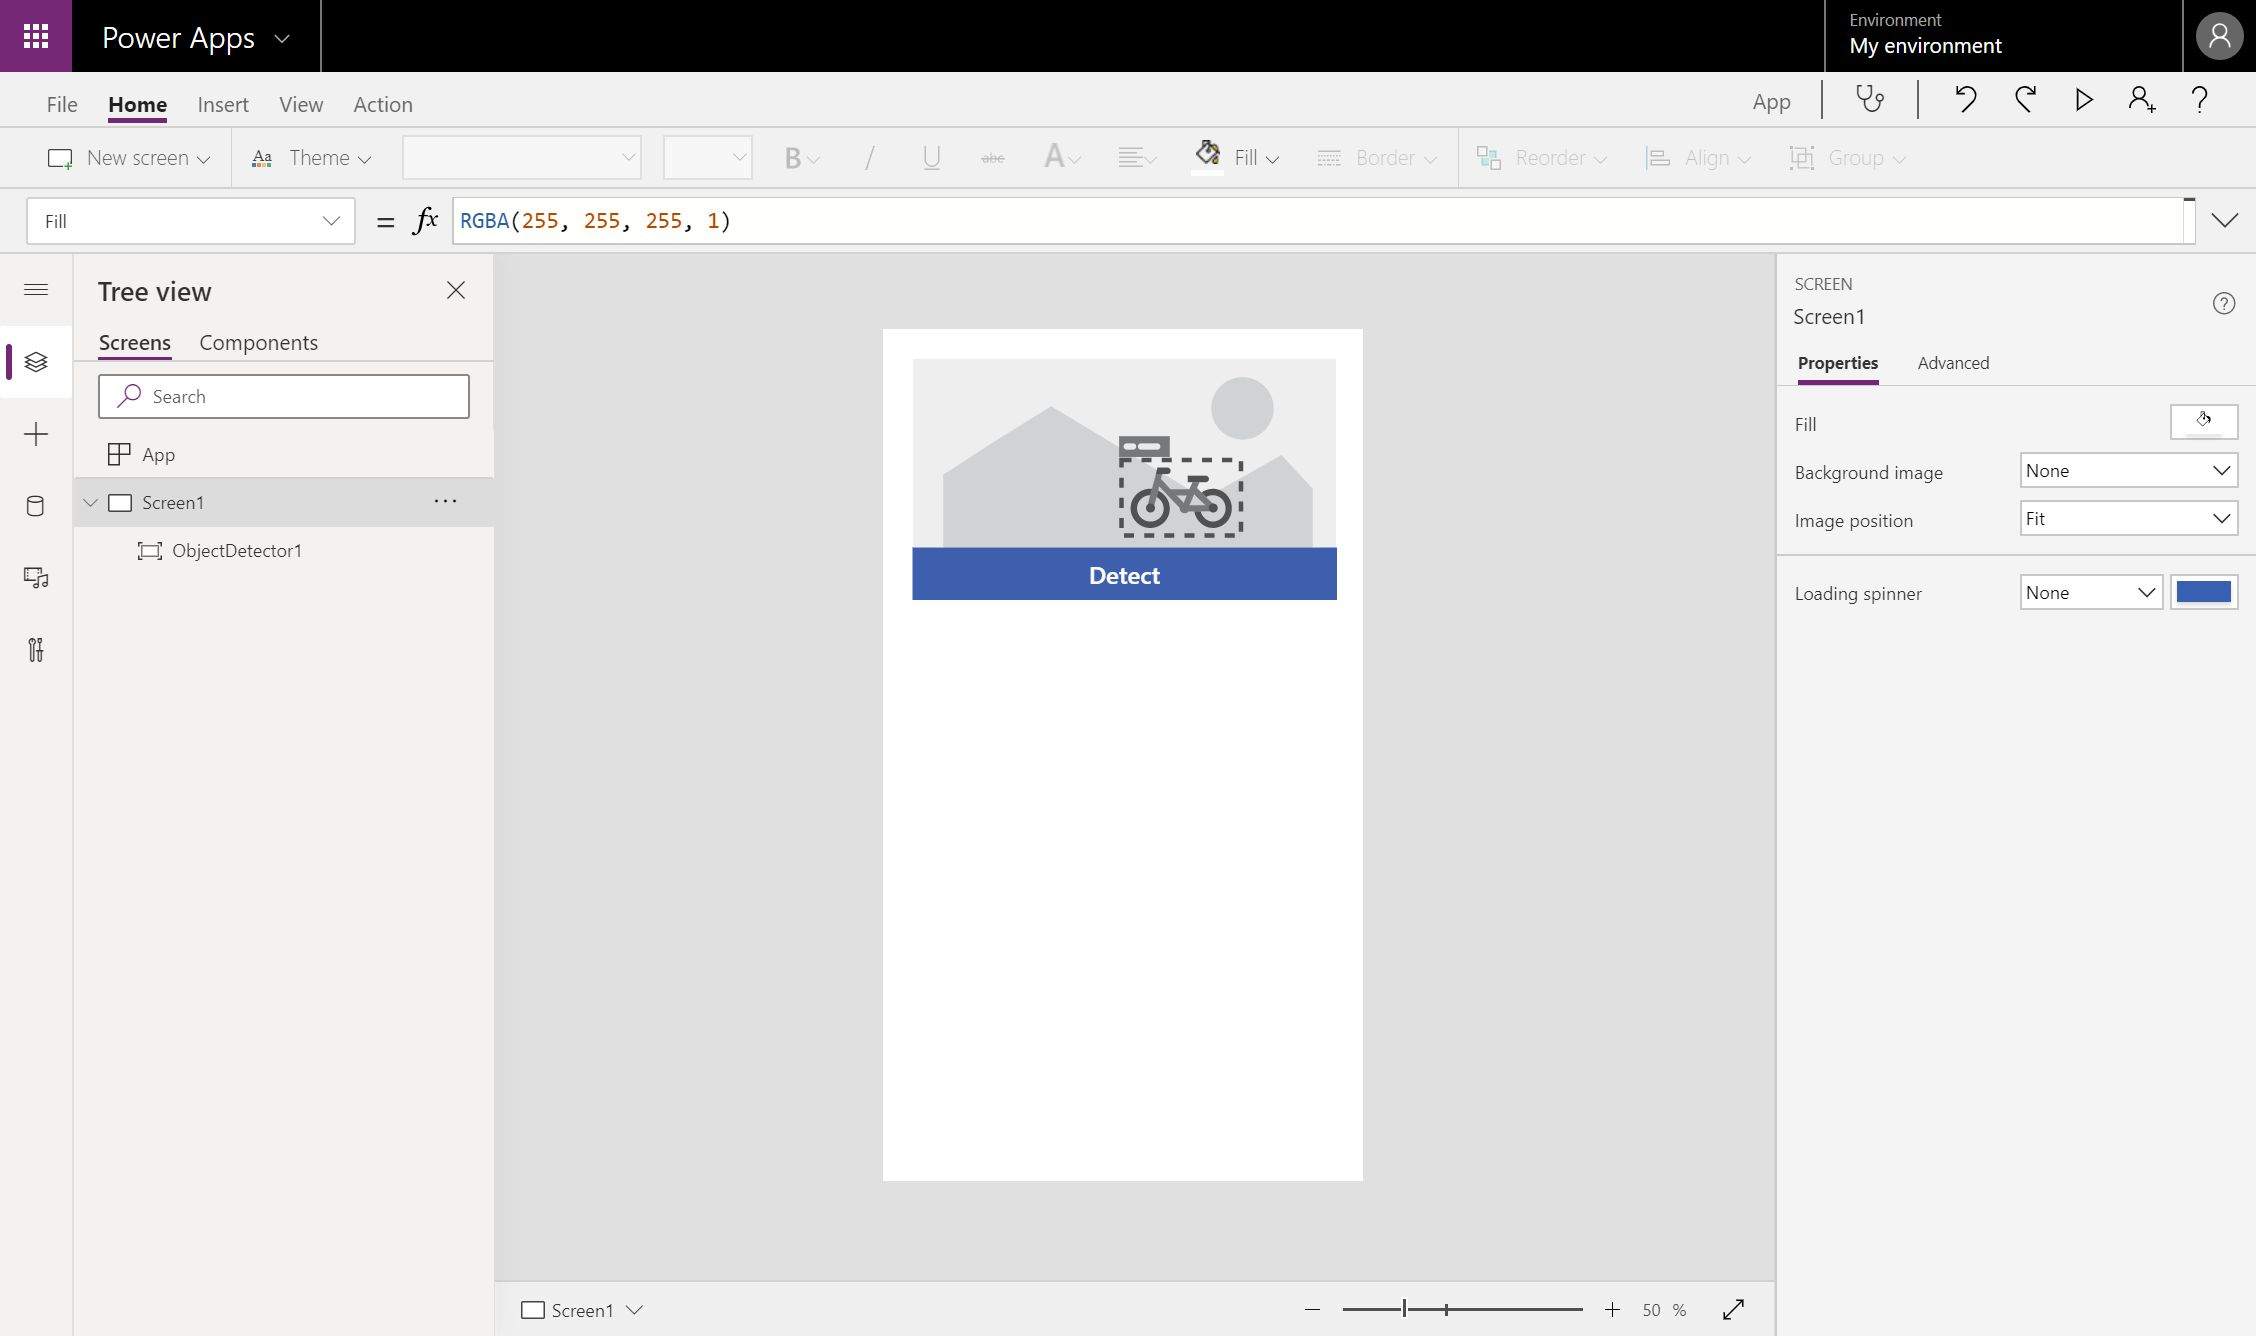 Power Apps
Environment
My environment
File Home Insert View Action
App
New screen
Aa Theme
B / U abc A
Fill Border Reorder Align Group
Fill = fx RGBA(255, 255, 255, 1)
Tree view
Screens Components
Search
App
Screen1 ...
ObjectDetector1
Detect
SCREEN
Screen1
Properties Advanced
Fill
Background image None
Image position Fit
Loading spinner None
Screen1
50 %